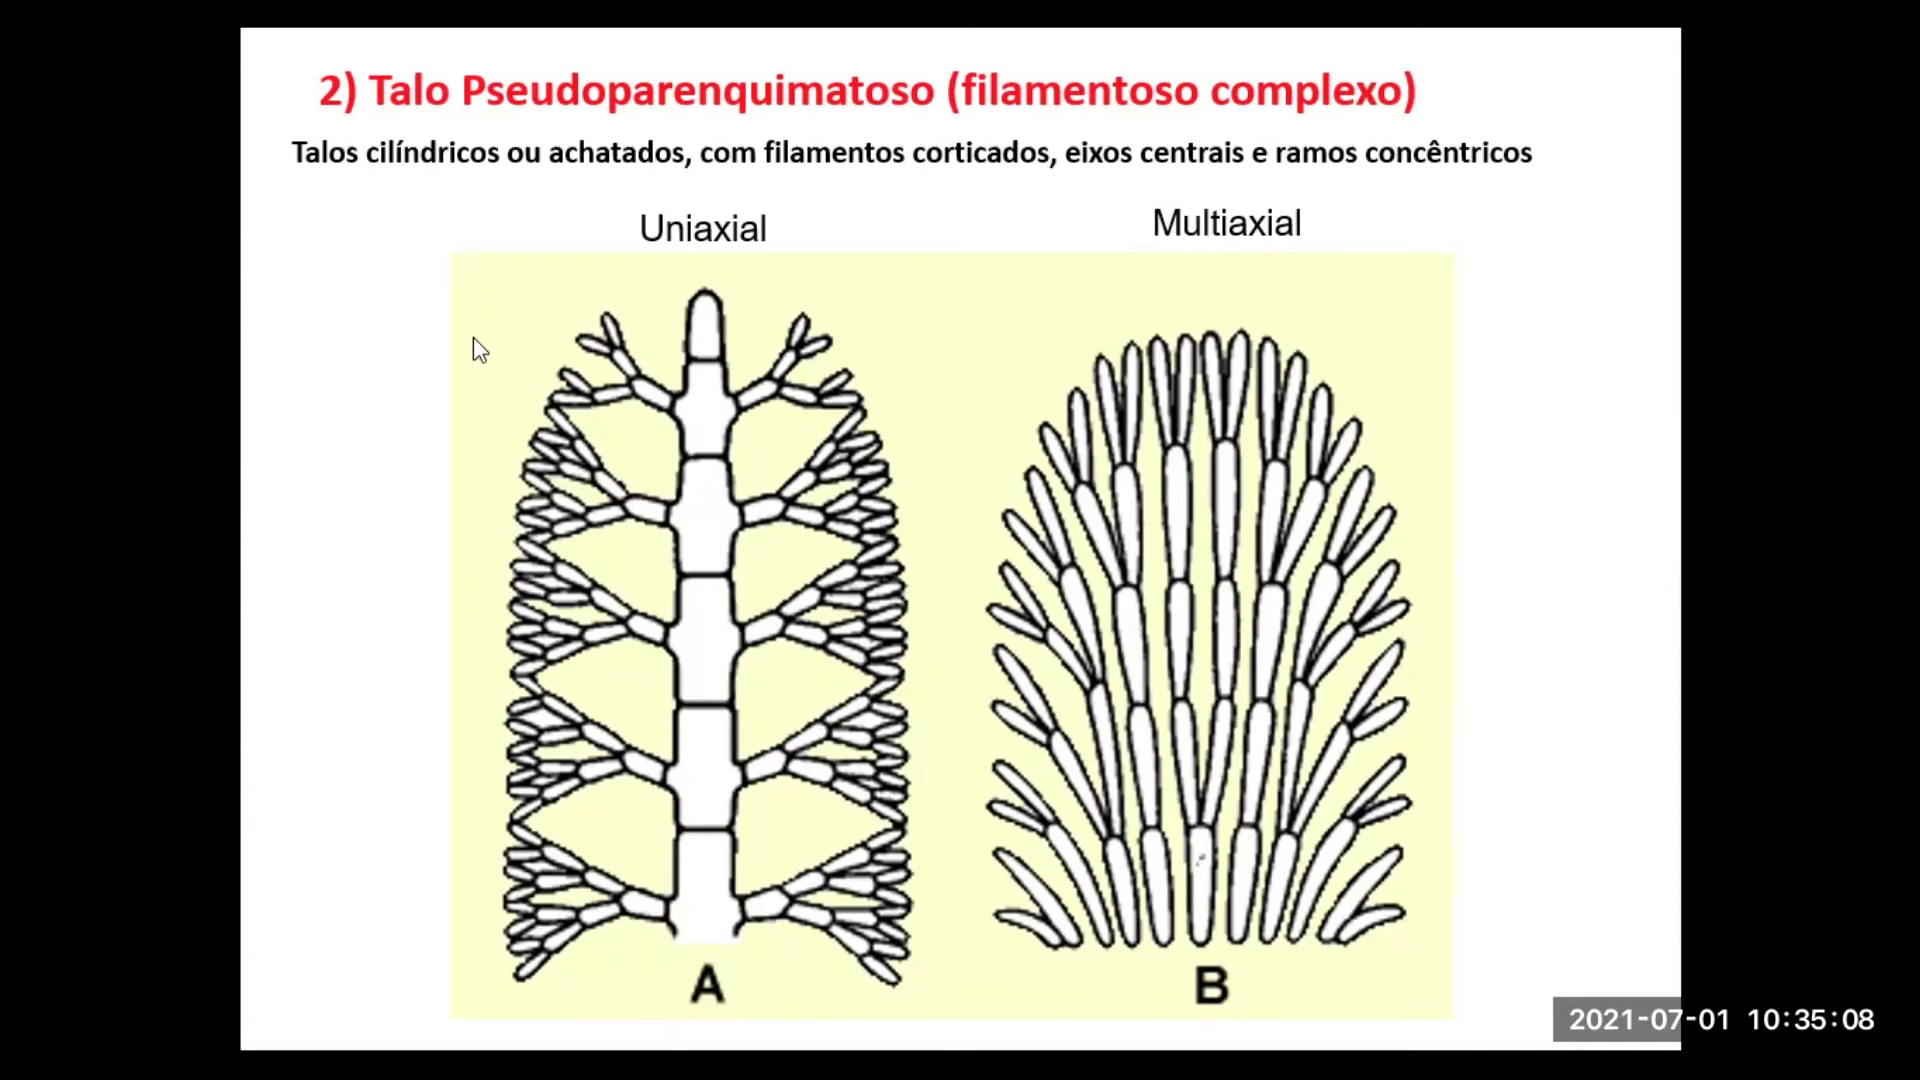 2) Talo Pseudoparenquimatoso (filamentoso complexo)
Talos cilíndricos ou achatados, com filamentos corticados, eixos centrais e ramos concêntricos
Uniaxial
Multiaxial
A
B
2021-07-01 10:35:08